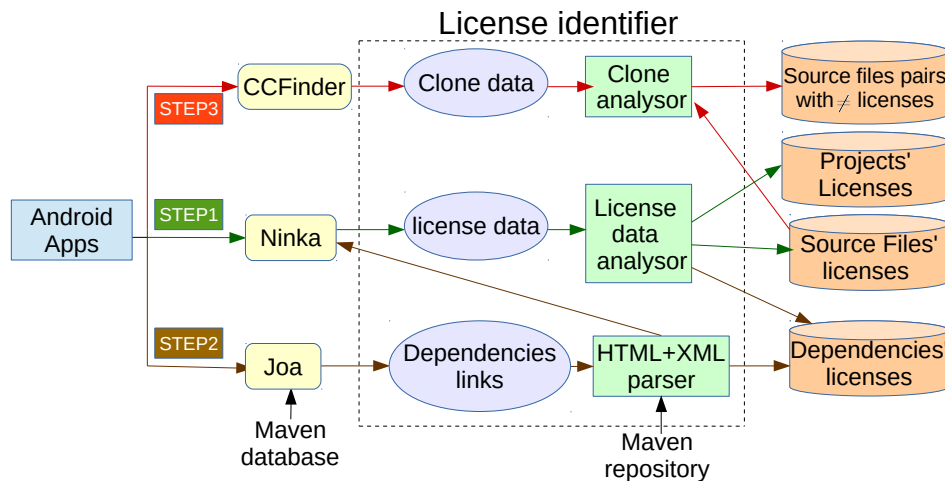 License identifier
CCFinder
Clone data
Clone
analysor
Source files pairs
with ≠ licenses
STEP3
Projects'
Licenses
Android
Apps
STEP1
Ninka
license data
License
data
analysor
Source Files'
licenses
STEP2
Joa
Dependencies
links
HTML+XML
parser
Dependencies'
licenses
Maven
database
Maven
repository